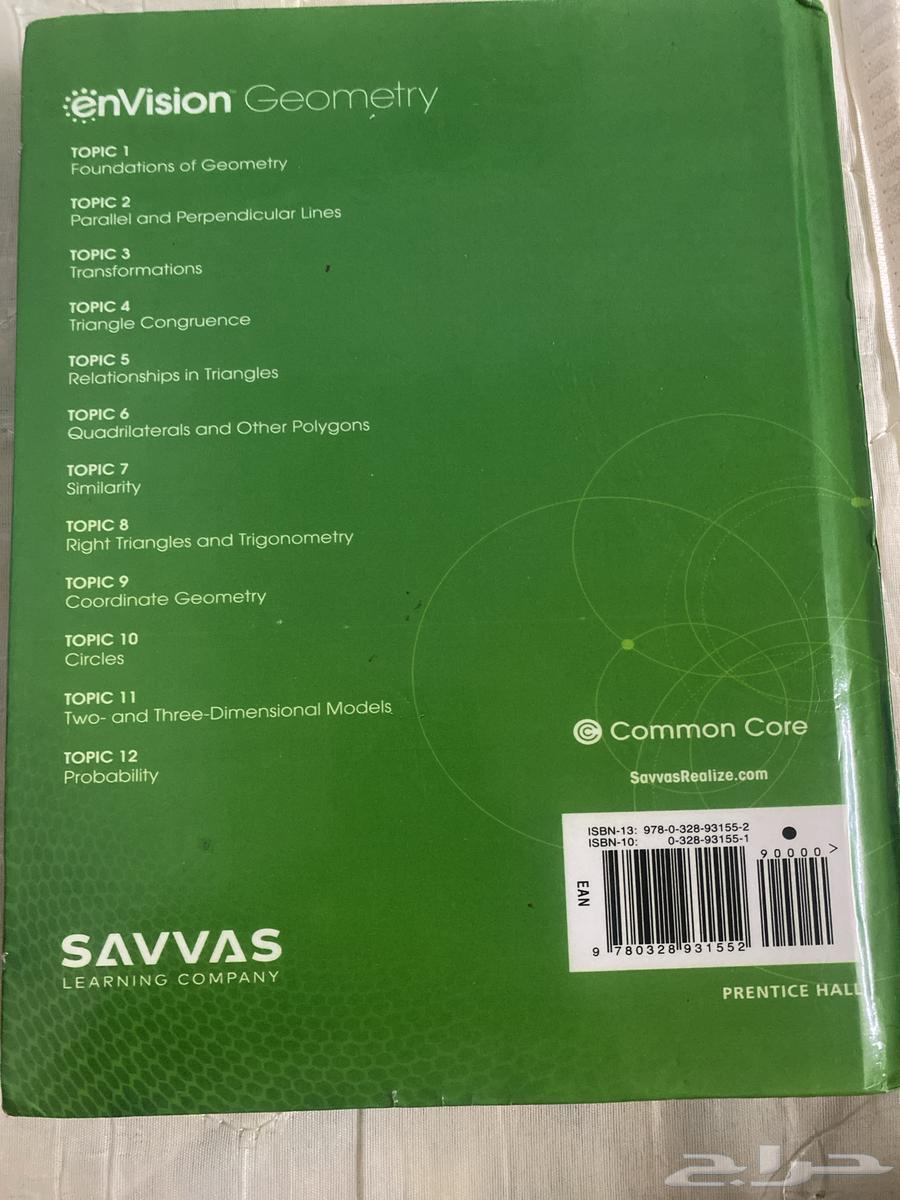 enVision™ Geometry
TOPIC 1
Foundations of Geometry
TOPIC 2
Parallel and Perpendicular Lines
TOPIC 3
Transformations
TOPIC 4
Triangle Congruence
TOPIC 5
Relationships in Triangles
TOPIC 6
Quadrilaterals and Other Polygons
TOPIC 7
Similarity
TOPIC 8
Right Triangles and Trigonometry
TOPIC 9
Coordinate Geometry
TOPIC 10
Circles
TOPIC 11
Two- and Three-Dimensional Models
TOPIC 12
Probability
Common Core
SavvasRealize.com
ISBN-13: 978-0-328-93155-2
ISBN-10: 0-328-93155-1
90000>
EAN
9 780328 931552
SAVVAS
LEARNING COMPANY
PRENTICE HALL
حراج